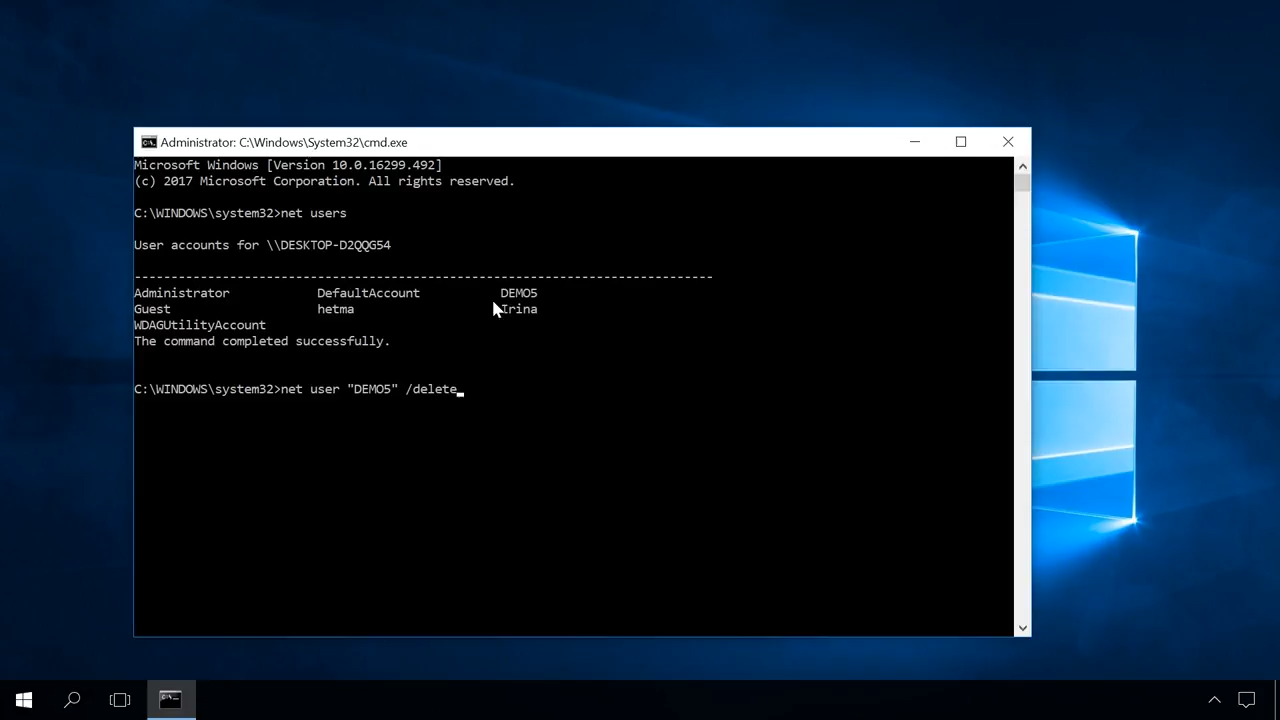 Administrator: C:\Windows\System32\cmd.exe
Microsoft Windows [Version 10.0.16299.492]
(c) 2017 Microsoft Corporation. All rights reserved.
C:\WINDOWS\system32>net users
User accounts for \\DESKTOP-D2QQG54
-------------------------------------------------------------------------------
Administrator            DefaultAccount           DEMO5
Guest                    hetma                    Irina
WDAGUtilityAccount
The command completed successfully.
C:\WINDOWS\system32>net user "DEMO5" /delete